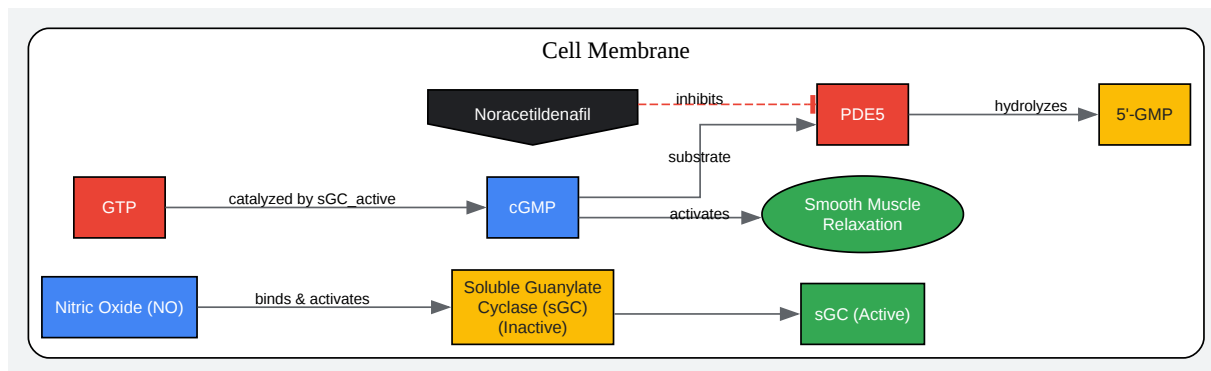 Cell Membrane
Noracetildenafil
inhibits
PDE5
hydrolyzes
5'-GMP
substrate
GTP
catalyzed by sGC_active
cGMP
activates
Smooth Muscle
Relaxation
Nitric Oxide (NO)
binds & activates
Soluble Guanylate
Cyclase (sGC)
(Inactive)
sGC (Active)